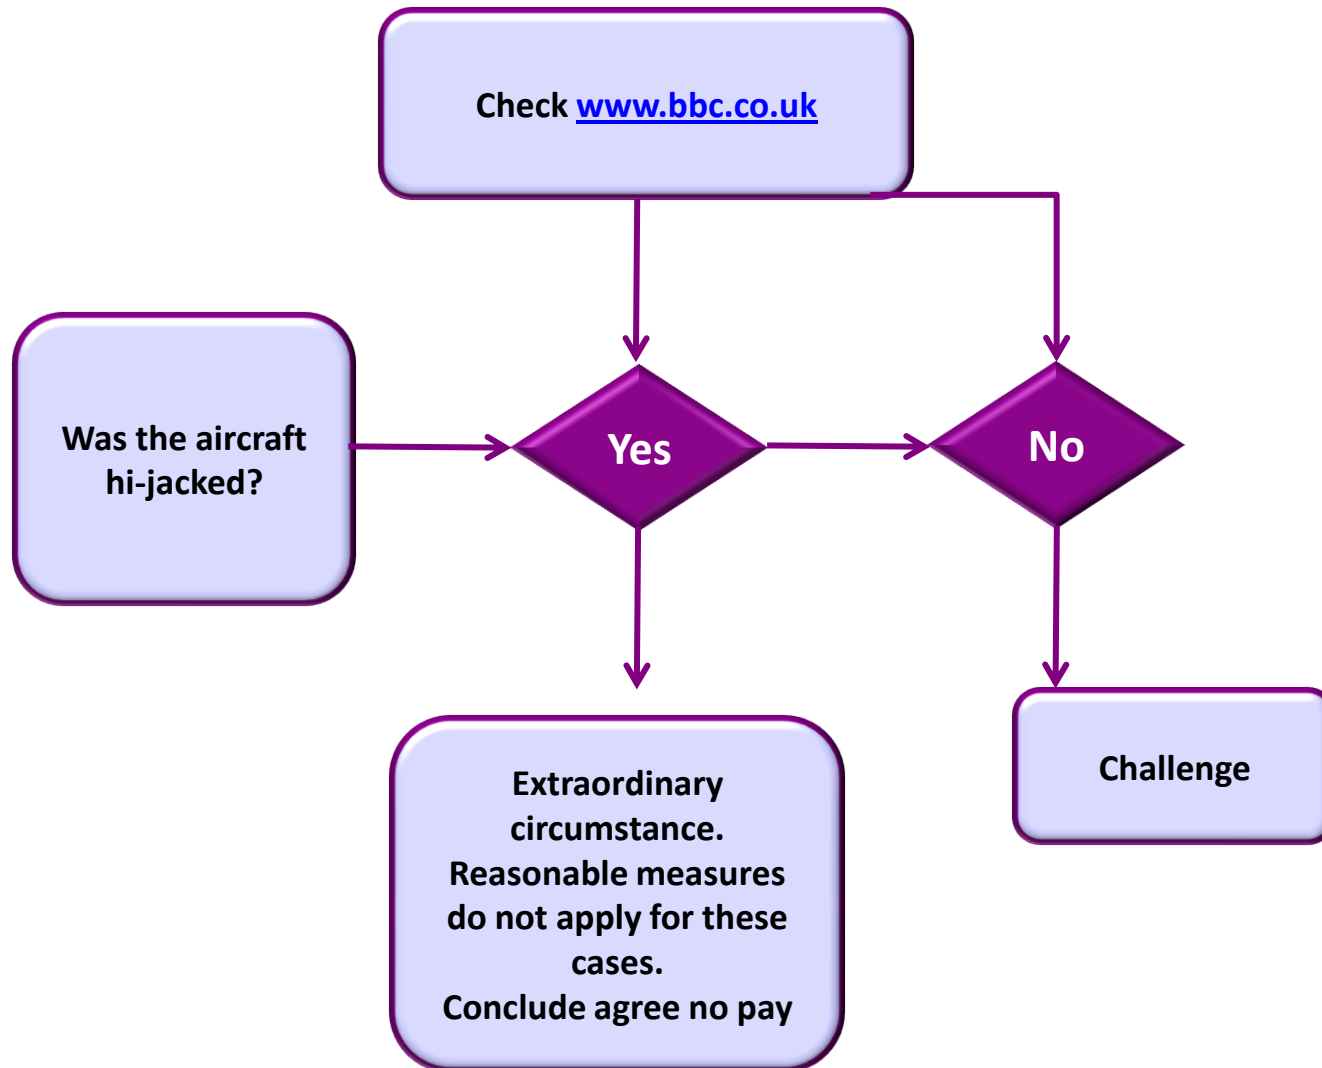 Check www.bbc.co.uk
Was the aircraft
hi-jacked?
Yes
No
Extraordinary
circumstance.
Reasonable measures
do not apply for these
cases.
Conclude agree no pay
Challenge